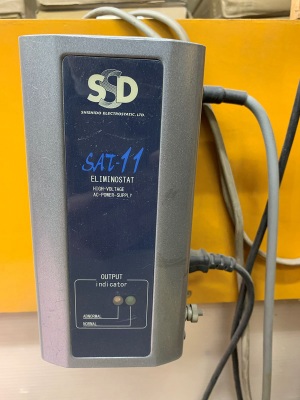 SSD
SHISHIDO ELECTROSTATIC, LTD.
SAT-11
ELIMINOSTAT
HIGH-VOLTAGE
AC-POWER-SUPPLY
OUTPUT
indicator
ABNORMAL
NORMAL